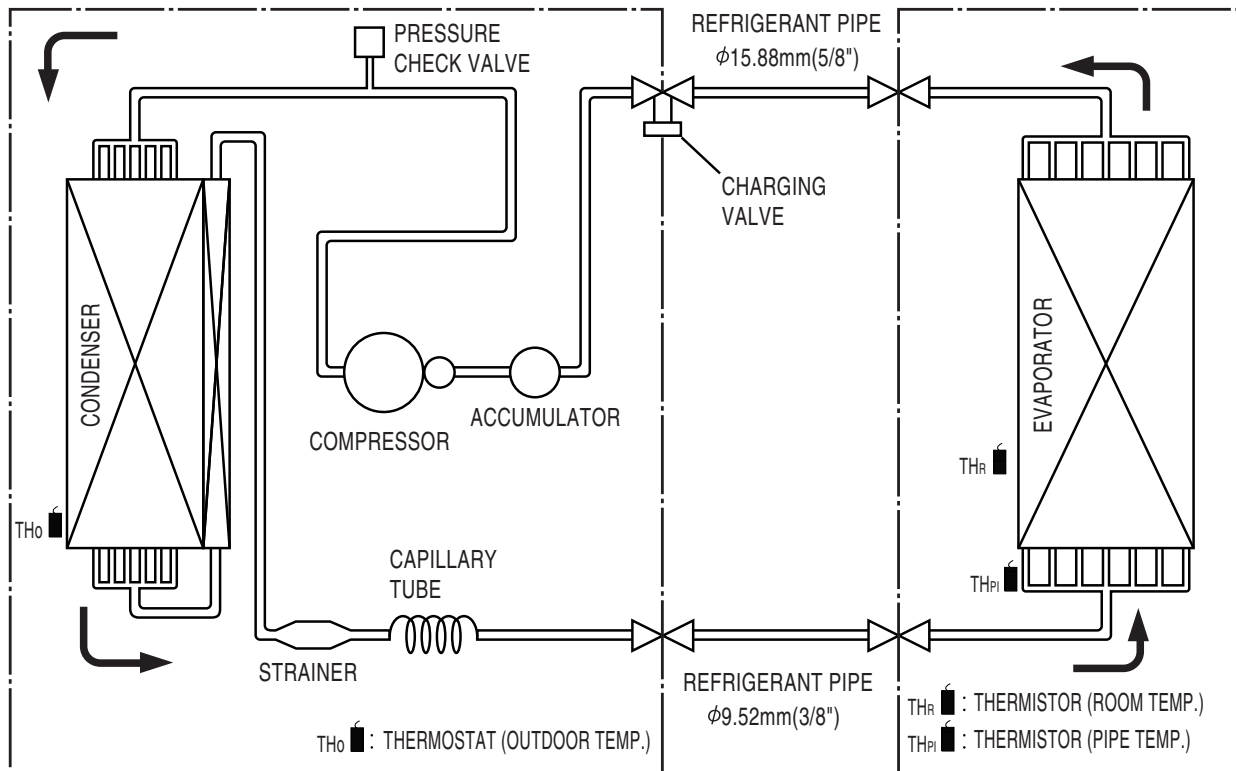 PRESSURE
CHECK VALVE
REFRIGERANT PIPE
ϕ15.88mm(5/8")
CHARGING
VALVE
CONDENSER
COMPRESSOR
ACCUMULATOR
EVAPORATOR
THR
THO
THPI
CAPILLARY
TUBE
STRAINER
REFRIGERANT PIPE
ϕ9.52mm(3/8")
THO : THERMOSTAT (OUTDOOR TEMP.)
THR : THERMISTOR (ROOM TEMP.)
THPI : THERMISTOR (PIPE TEMP.)